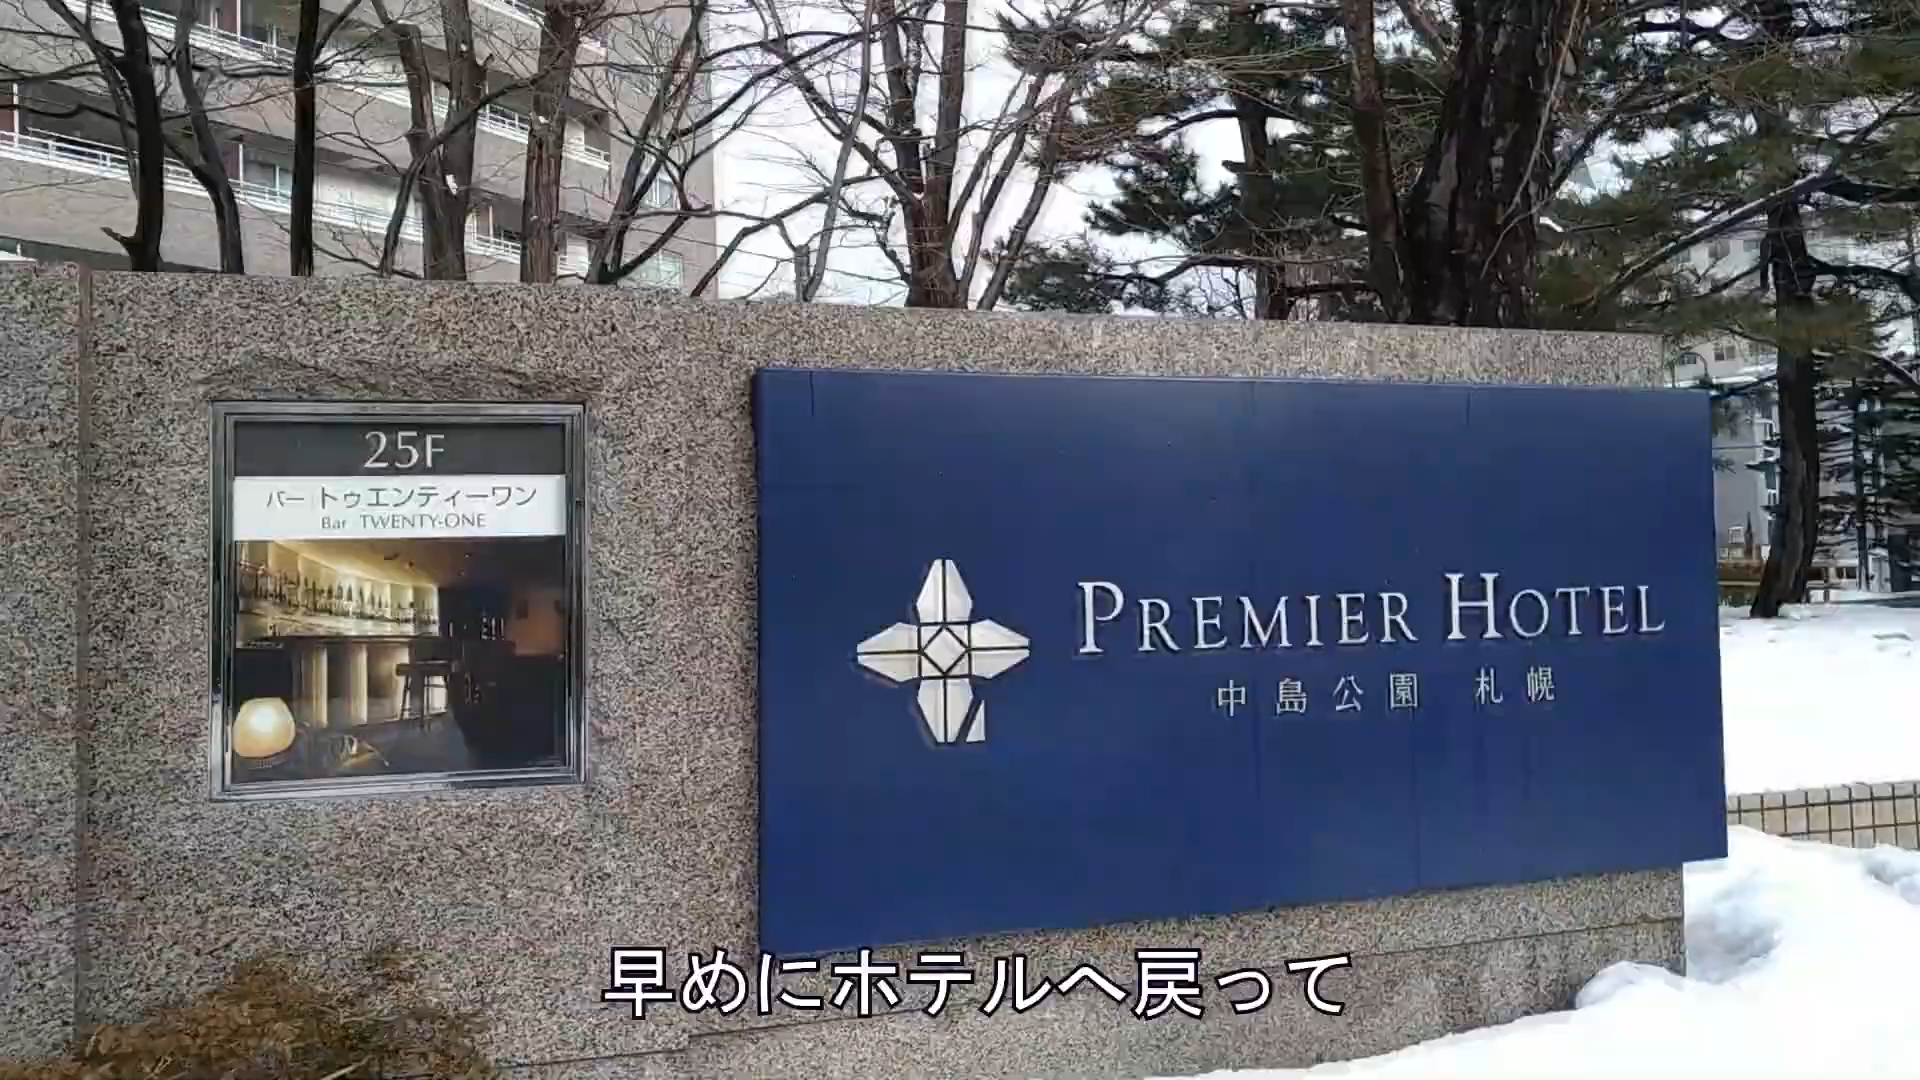 25F
バー トゥエンティーワン
Bar TWENTY-ONE
PREMIER HOTEL
中島公園 札幌
早めにホテルへ戻って